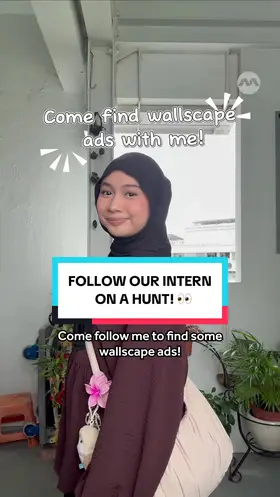 Come find wallscape
ads with me!
FOLLOW OUR INTERN
ON A HUNT! 👀
Come follow me to find some
wallscape ads!